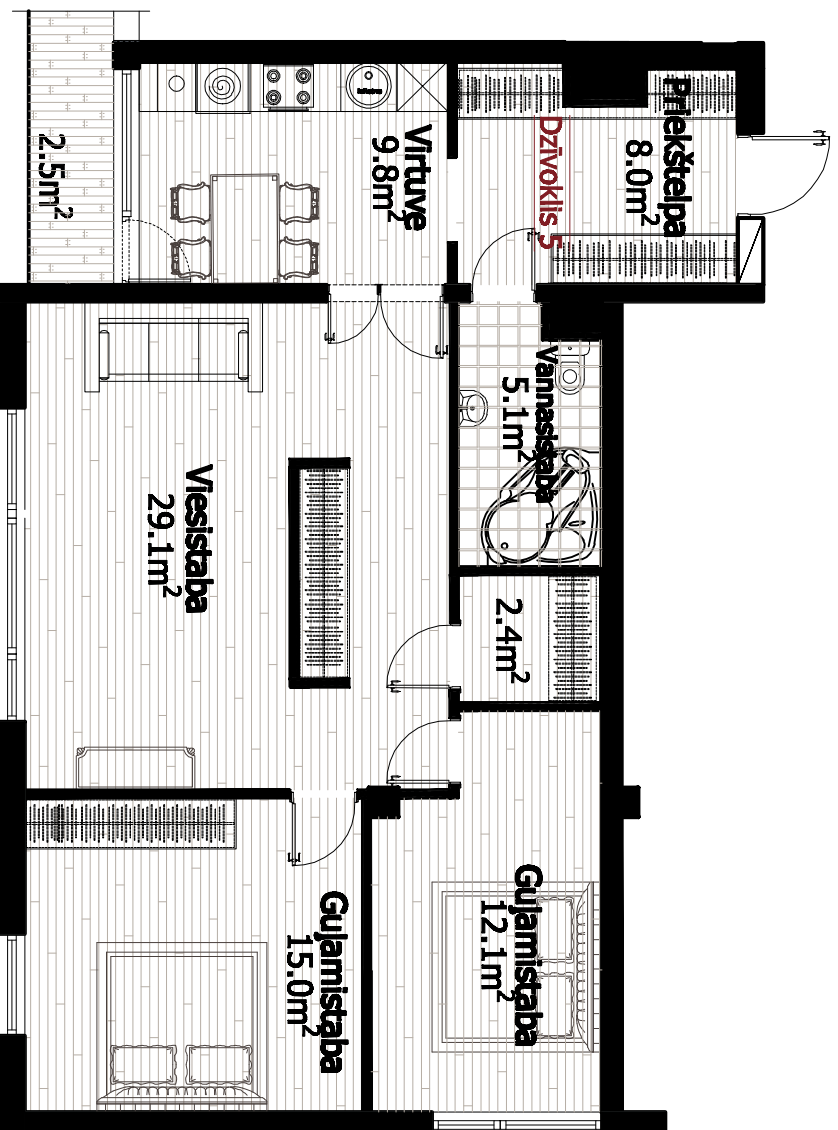 Priekštelpa
8.0m²
Dzīvoklis 5
Virtuve
9.8m²
2.5m²
Vannasistaba
5.1m²
Viesistaba
29.1m²
2.4m²
Guļamistaba
12.1m²
Guļamistaba
15.0m²